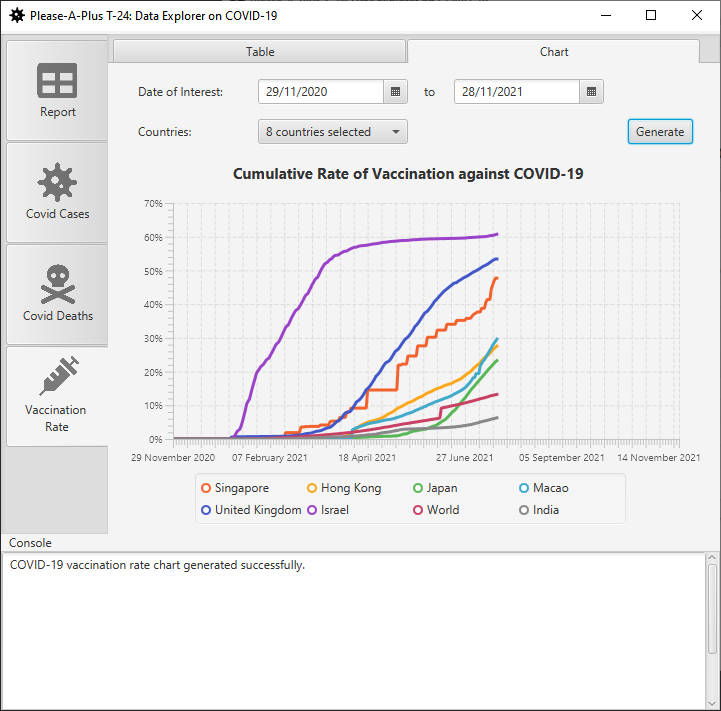 Please-A-Plus T-24: Data Explorer on COVID-19
Table
Chart
Report
Covid Cases
Covid Deaths
Vaccination
Rate
Date of Interest:
29/11/2020
to
28/11/2021
Countries:
8 countries selected
Generate
Cumulative Rate of Vaccination against COVID-19
70%
60%
50%
40%
30%
20%
10%
0%
29 November 2020 07 February 2021 18 April 2021 27 June 2021 05 September 2021 14 November 2021
Singapore Hong Kong Japan Macao
United Kingdom Israel World India
Console
COVID-19 vaccination rate chart generated successfully.